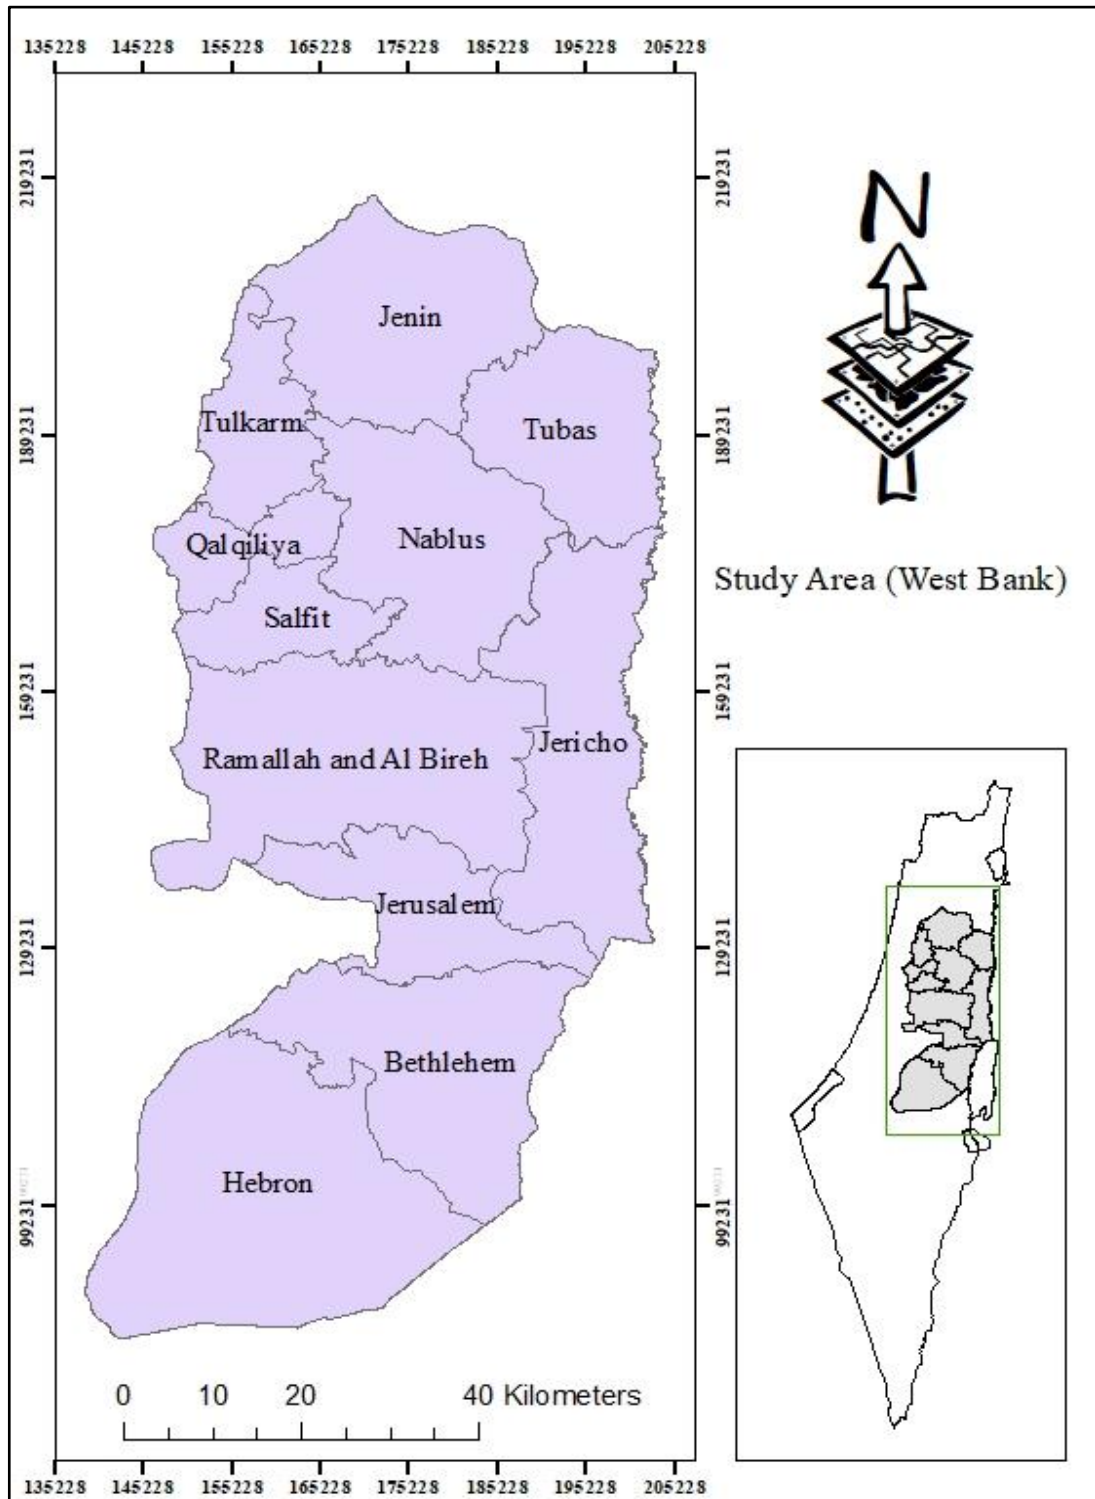 135228 145228 155228 165228 175228 185228 195228 205228
219231 219231
N
Jenin
Tulkarm
Tubas
189231 189231
Qalqiliya
Nablus
Study Area (West Bank)
Salfit
159231 159231
Ramallah and Al Bireh
Jericho
Jerusalem
129231 129231
Bethlehem
Hebron
99231 99231
0 10 20 40 Kilometers
135228 145228 155228 165228 175228 185228 195228 205228